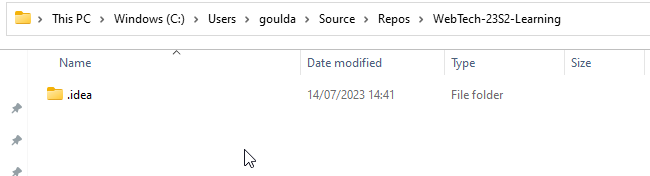 This PC > Windows (C:) > Users > goulda > Source > Repos > WebTech-23S2-Learning
Name Date modified Type Size
.idea 14/07/2023 14:41 File folder